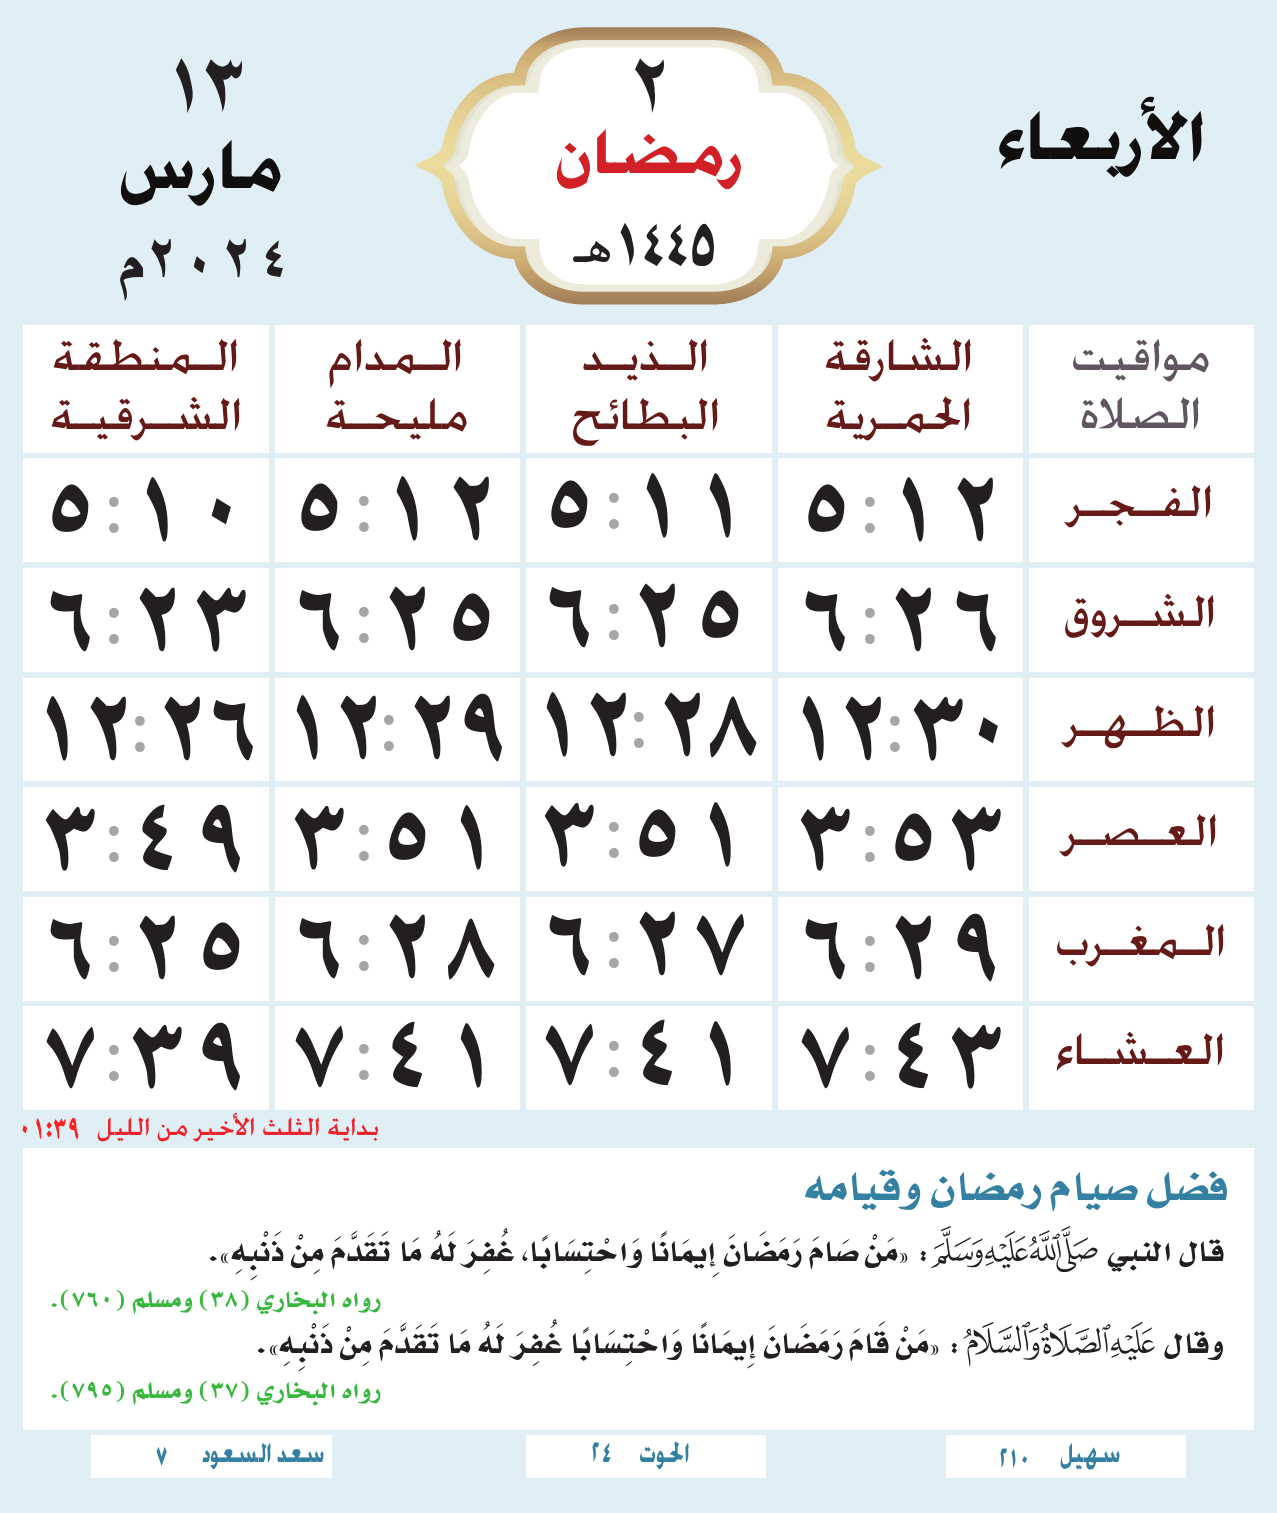 الأربعاء
٢
رمضان
١٤٤٥هـ
١٣
مارس
٢٠٢٤م
مواقيت الصلاة
الشارقة الحمرية
الذيد البطائح
المدام مليحة
المنطقة الشرقية
الفجر ٥:١٢ ٥:١١ ٥:١٢ ٥:١٠
الشروق ٦:٢٦ ٦:٢٥ ٦:٢٥ ٦:٢٣
الظهر ١٢:٣٠ ١٢:٢٨ ١٢:٢٩ ١٢:٢٦
العصر ٣:٥٣ ٣:٥١ ٣:٥١ ٣:٤٩
المغرب ٦:٢٩ ٦:٢٧ ٦:٢٨ ٦:٢٥
العشاء ٧:٤٣ ٧:٤١ ٧:٤١ ٧:٣٩
بداية الثلث الأخير من الليل ٠١:٣٩
فضل صيام رمضان وقيامه
قال النبي صَلَّى اللَّهُ عَلَيْهِ وَسَلَّمَ: «مَنْ صَامَ رَمَضَانَ إِيمَانًا وَاحْتِسَابًا، غُفِرَ لَهُ مَا تَقَدَّمَ مِنْ ذَنْبِهِ».
رواه البخاري (٣٨) ومسلم (٧٦٠).
وقال عَلَيْهِ الصَّلَاةُ وَالسَّلَامُ: «مَنْ قَامَ رَمَضَانَ إِيمَانًا وَاحْتِسَابًا غُفِرَ لَهُ مَا تَقَدَّمَ مِنْ ذَنْبِهِ».
رواه البخاري (٣٧) ومسلم (٧٩٥).
سهيل ٢١٠
الحوت ٢٤
سعد السعود ٧